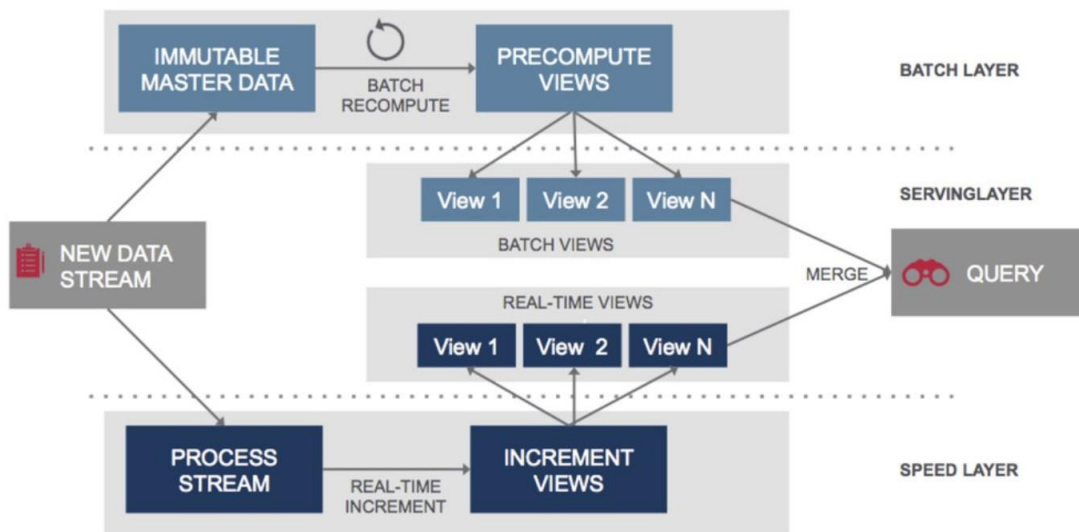 IMMUTABLE
MASTER DATA
BATCH
RECOMPUTE
PRECOMPUTE
VIEWS
BATCH LAYER
View 1
View 2
View N
BATCH VIEWS
SERVINGLAYER
NEW DATA
STREAM
MERGE
QUERY
REAL-TIME VIEWS
View 1
View 2
View N
PROCESS
STREAM
REAL-TIME
INCREMENT
INCREMENT
VIEWS
SPEED LAYER